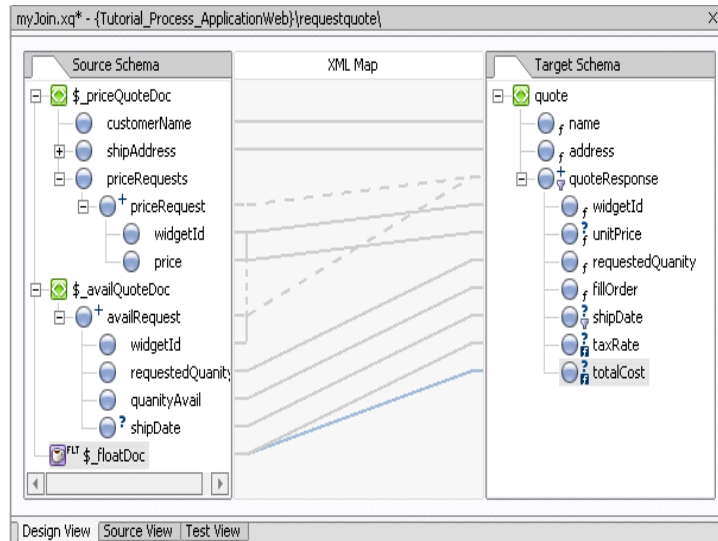 myJoin.xq* - {Tutorial_Process_ApplicationWeb}\requestquote\
Source Schema
XML Map
Target Schema
$_priceQuoteDoc
customerName
shipAddress
priceRequests
priceRequest
widgetId
price
$_availQuoteDoc
availRequest
widgetId
requestedQuanity
quanityAvail
? shipDate
FLT $_floatDoc
quote
f name
f address
quoteResponse
f widgetId
? f unitPrice
f requestedQuanity
f fillOrder
? shipDate
? f taxRate
? f totalCost
Design View Source View Test View